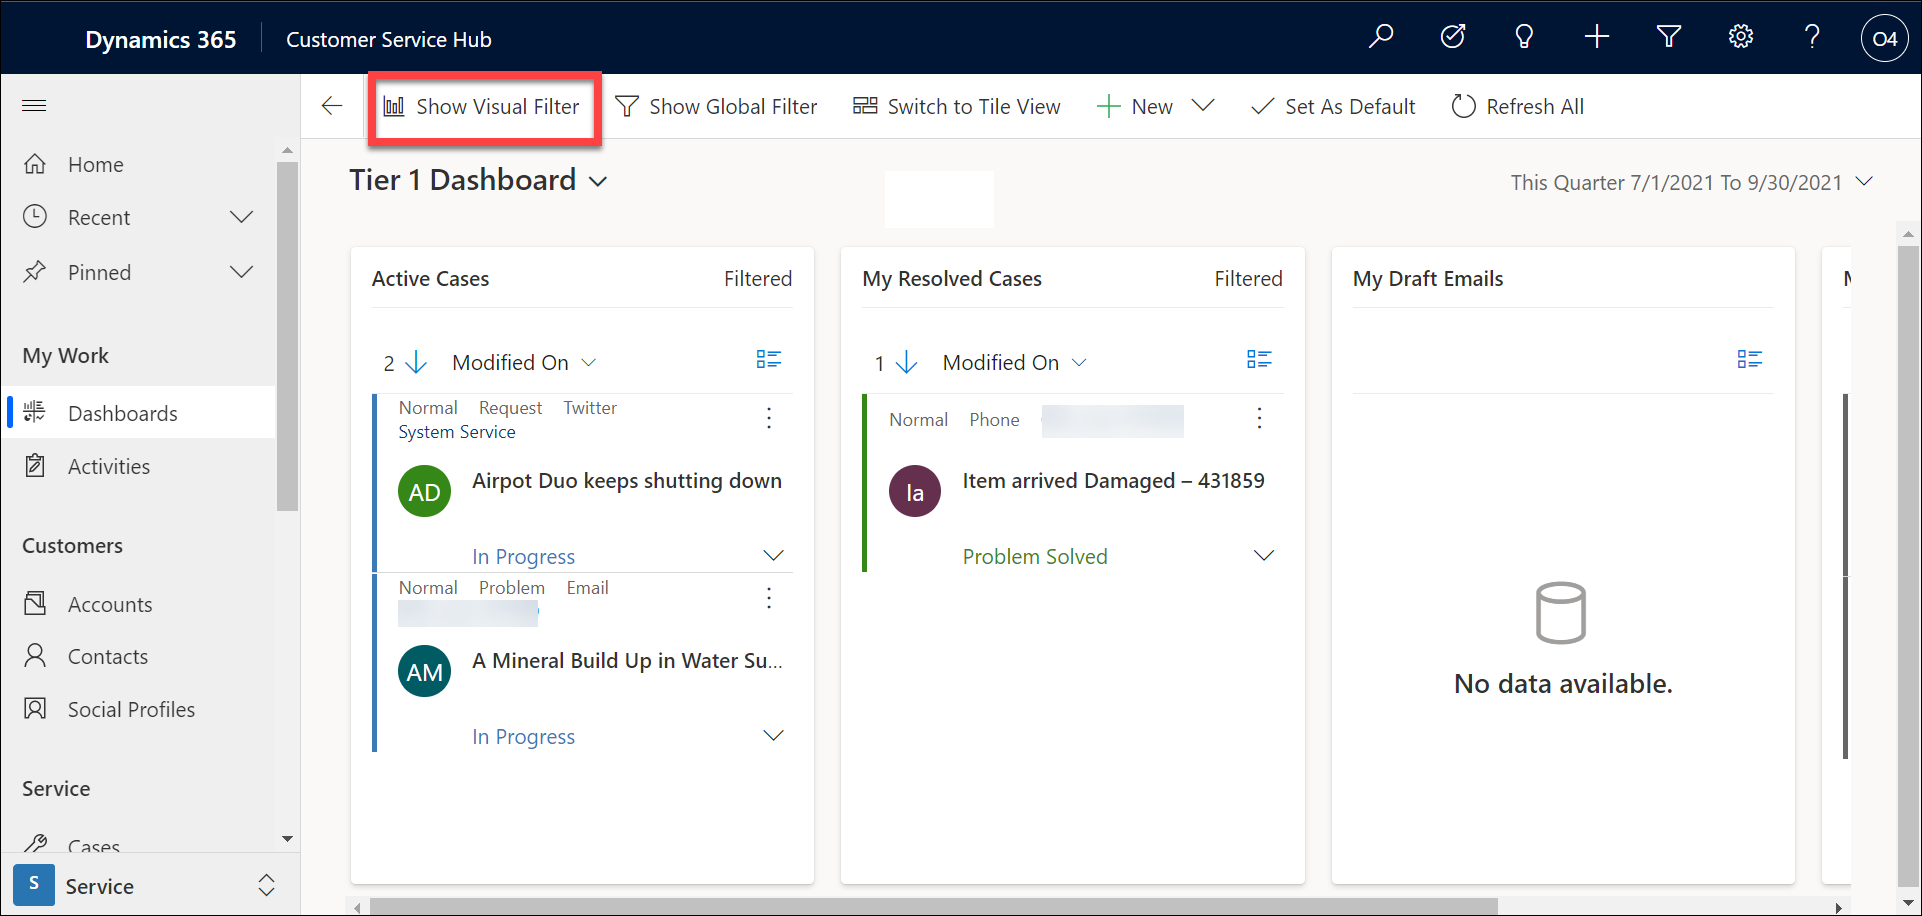 Dynamics 365
Customer Service Hub
O4
Show Visual Filter
Show Global Filter
Switch to Tile View
New
Set As Default
Refresh All
Home
Recent
Pinned
My Work
Dashboards
Activities
Customers
Accounts
Contacts
Social Profiles
Service
Cases
S
Service
Tier 1 Dashboard
This Quarter 7/1/2021 To 9/30/2021
Active Cases
Filtered
2
Modified On
Normal Request Twitter
System Service
AD
Airpot Duo keeps shutting down
In Progress
Normal Problem Email
AM
A Mineral Build Up in Water Su...
In Progress
My Resolved Cases
Filtered
1
Modified On
Normal Phone
Ia
Item arrived Damaged – 431859
Problem Solved
My Draft Emails
No data available.